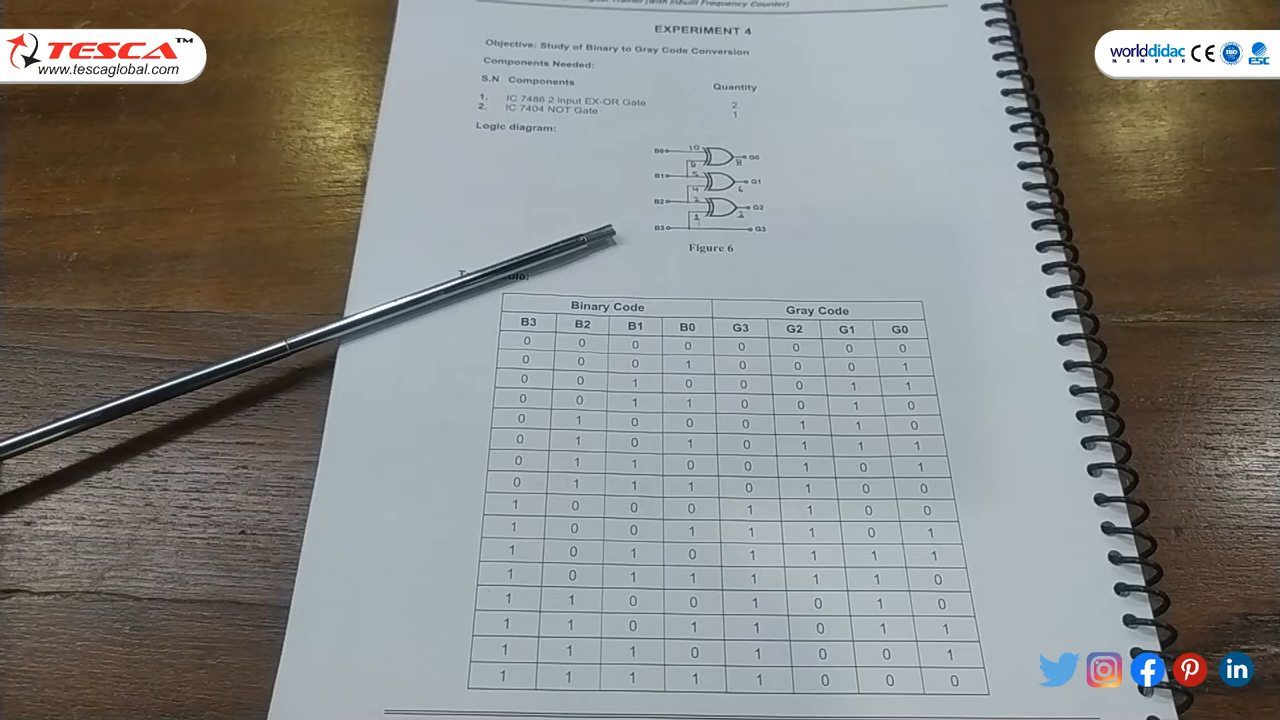 TESCA™
www.tescaglobal.com
worlddidac
MEMBER
CE
ISO
ESC
Trainer (with Inbuilt Frequency Counter)
EXPERIMENT 4
Objective: Study of Binary to Gray Code Conversion
Components Needed:
S.N Components Quantity
1. IC 7486 2 input EX-OR Gate 2
2. IC 7404 NOT Gate 1
Logic diagram:
B0 10 8 G0
B1 9 5 6 G1
B2 4 2 3 G2
B3 1 G3
Figure 6
Binary Code Gray Code
B3 B2 B1 B0 G3 G2 G1 G0
0 0 0 0 0 0 0 0
0 0 0 1 0 0 0 1
0 0 1 0 0 0 1 1
0 0 1 1 0 0 1 0
0 1 0 0 0 1 1 0
0 1 0 1 0 1 1 1
0 1 1 0 0 1 0 1
0 1 1 1 0 1 0 0
1 0 0 0 1 1 0 0
1 0 0 1 1 1 0 1
1 0 1 0 1 1 1 1
1 0 1 1 1 1 1 0
1 1 0 0 1 0 1 0
1 1 0 1 1 0 1 1
1 1 1 0 1 0 0 1
1 1 1 1 1 0 0 0